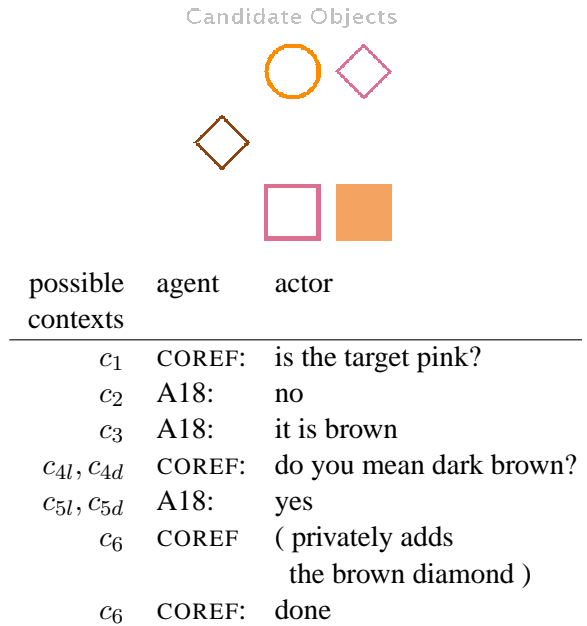 Candidate Objects
possible agent actor
contexts
c1 COREF: is the target pink?
c2 A18: no
c3 A18: it is brown
c4l, c4d COREF: do you mean dark brown?
c5l, c5d A18: yes
c6 COREF ( privately adds
the brown diamond )
c6 COREF: done